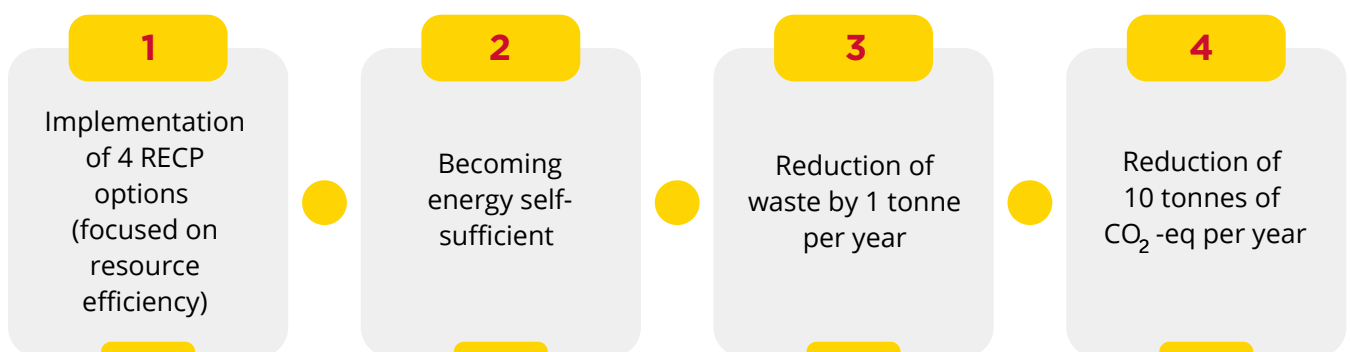 1
Implementation
of 4 RECP
options
(focused on
resource
efficiency)
2
Becoming
energy self-
sufficient
3
Reduction of
waste by 1 tonne
per year
4
Reduction of
10 tonnes of
CO₂ -eq per year